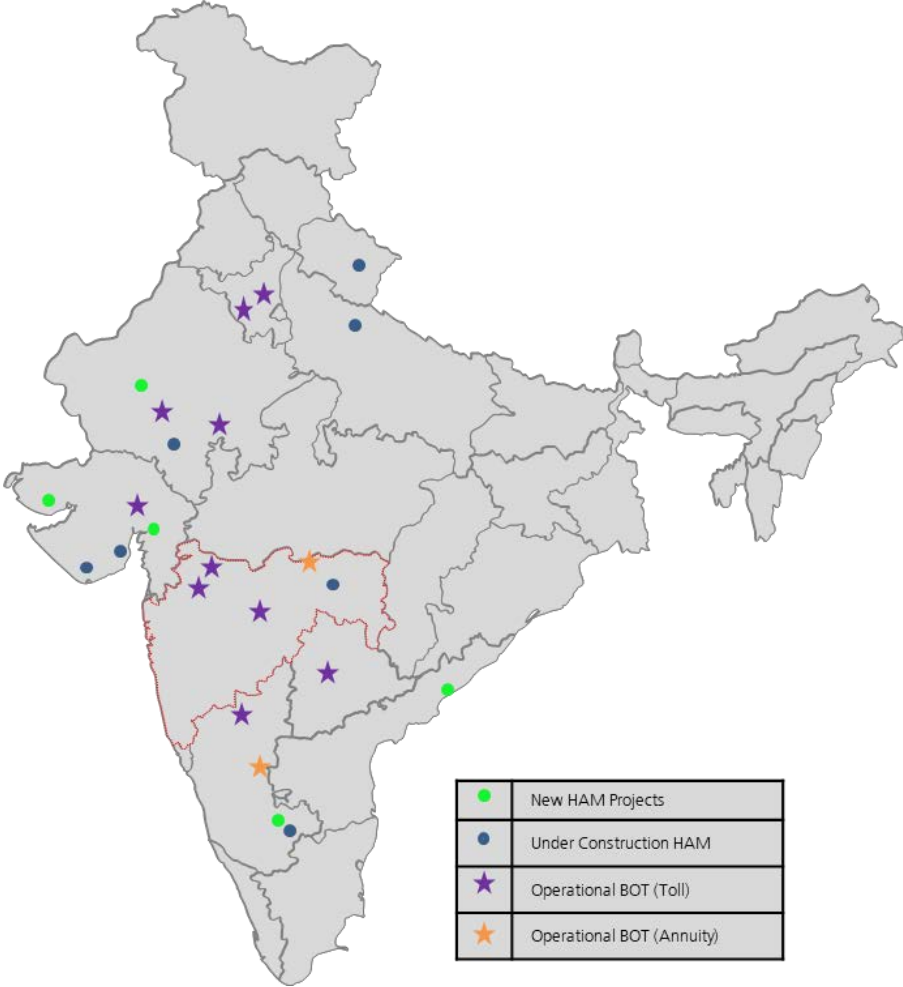 New HAM Projects
Under Construction HAM
Operational BOT (Toll)
Operational BOT (Annuity)